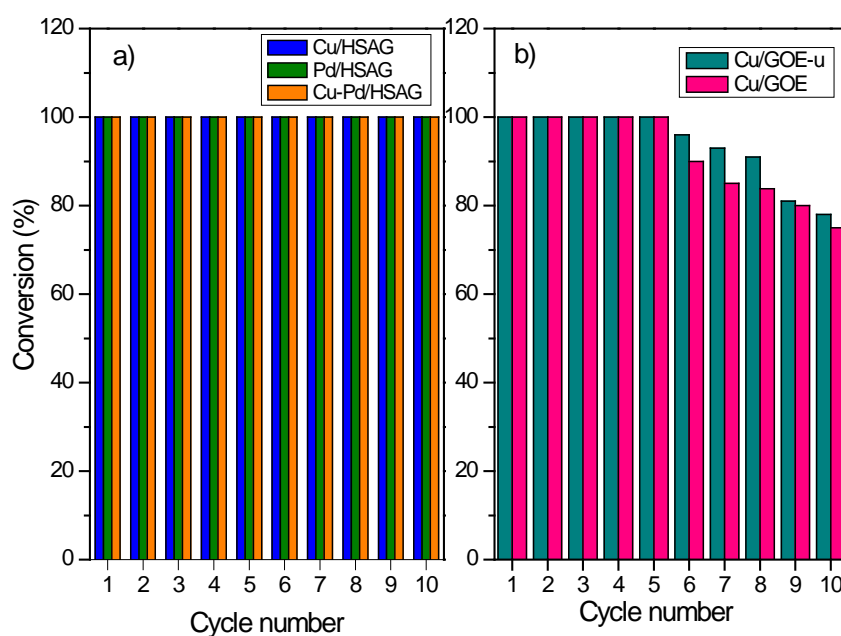 a)
Cu/HSAG
Pd/HSAG
Cu-Pd/HSAG
Conversion (%)
120
100
80
60
40
20
0
1 2 3 4 5 6 7 8 9 10
Cycle number
b)
Cu/GOE-u
Cu/GOE
120
100
80
60
40
20
0
1 2 3 4 5 6 7 8 9 10
Cycle number